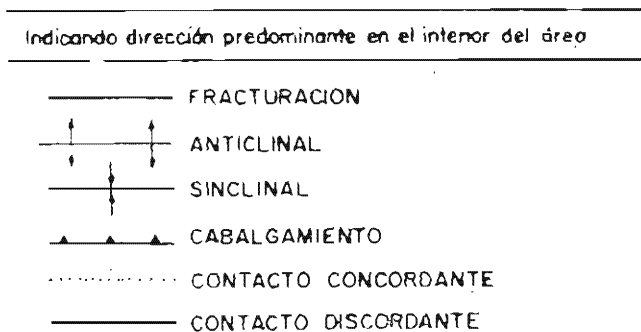 Indicando dirección predominante en el interior del área
FRACTURACION
ANTICLINAL
SINCLINAL
CABALGAMIENTO
CONTACTO CONCORDANTE
CONTACTO DISCORDANTE